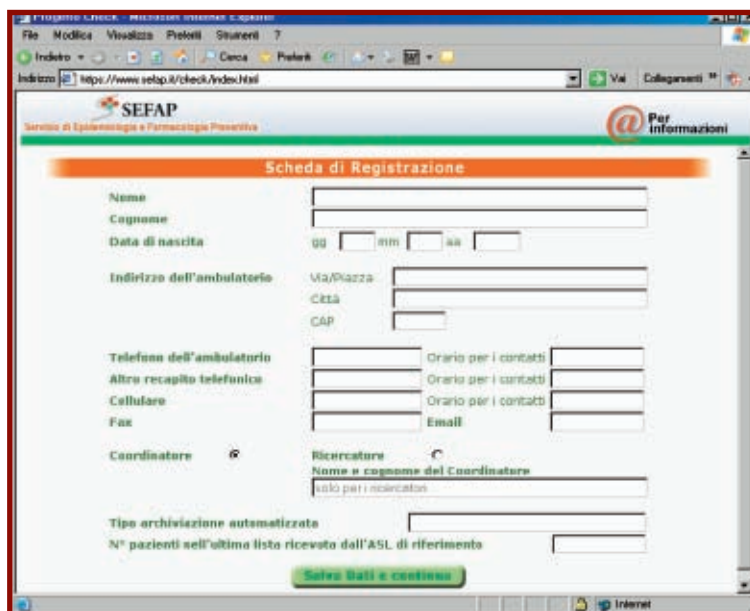 Progetto Check - Microsoft Internet Explorer
File Modifica Visualizza Preferiti Strumenti ?
Indietro Cerca Preferiti
Indirizzo https://www.sefap.it/check/index.html Vai Collegamenti »
SEFAP
Servizio di Epidemiologia e Farmacologia Preventiva
@ Per informazioni
Scheda di Registrazione
Nome
Cognome
Data di nascita gg mm aa
Indirizzo dell'ambulatorio Via/Piazza
Città
CAP
Telefono dell'ambulatorio Orario per i contatti
Altro recapito telefonico Orario per i contatti
Cellulare Orario per i contatti
Fax Email
Coordinatore Ricercatore
Nome e cognome del Coordinatore
solo per i ricercatori
Tipo archiviazione automatizzata
N° pazienti nell'ultima lista ricevuta dall'ASL di riferimento
Salva Dati e continua
Internet